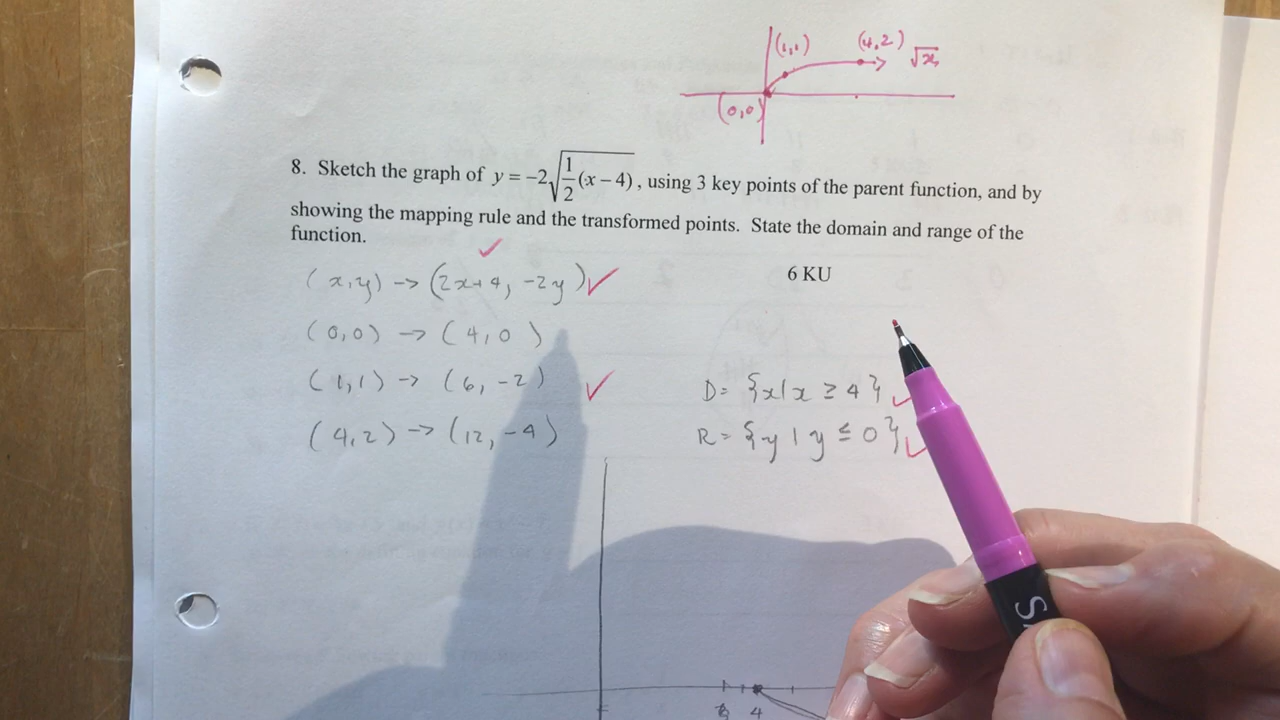 (1,1) (4,2) √x
(0,0)
8. Sketch the graph of y = −2√(1/2(x − 4)) , using 3 key points of the parent function, and by
showing the mapping rule and the transformed points. State the domain and range of the
function.
6 KU
(x,y) -> (2x+4, -2y)
(0,0) -> (4,0)
(1,1) -> (6,-2)
(4,2) -> (12,-4)
D= {x|x ≥ 4}
R= {y | y ≤ 0}
4